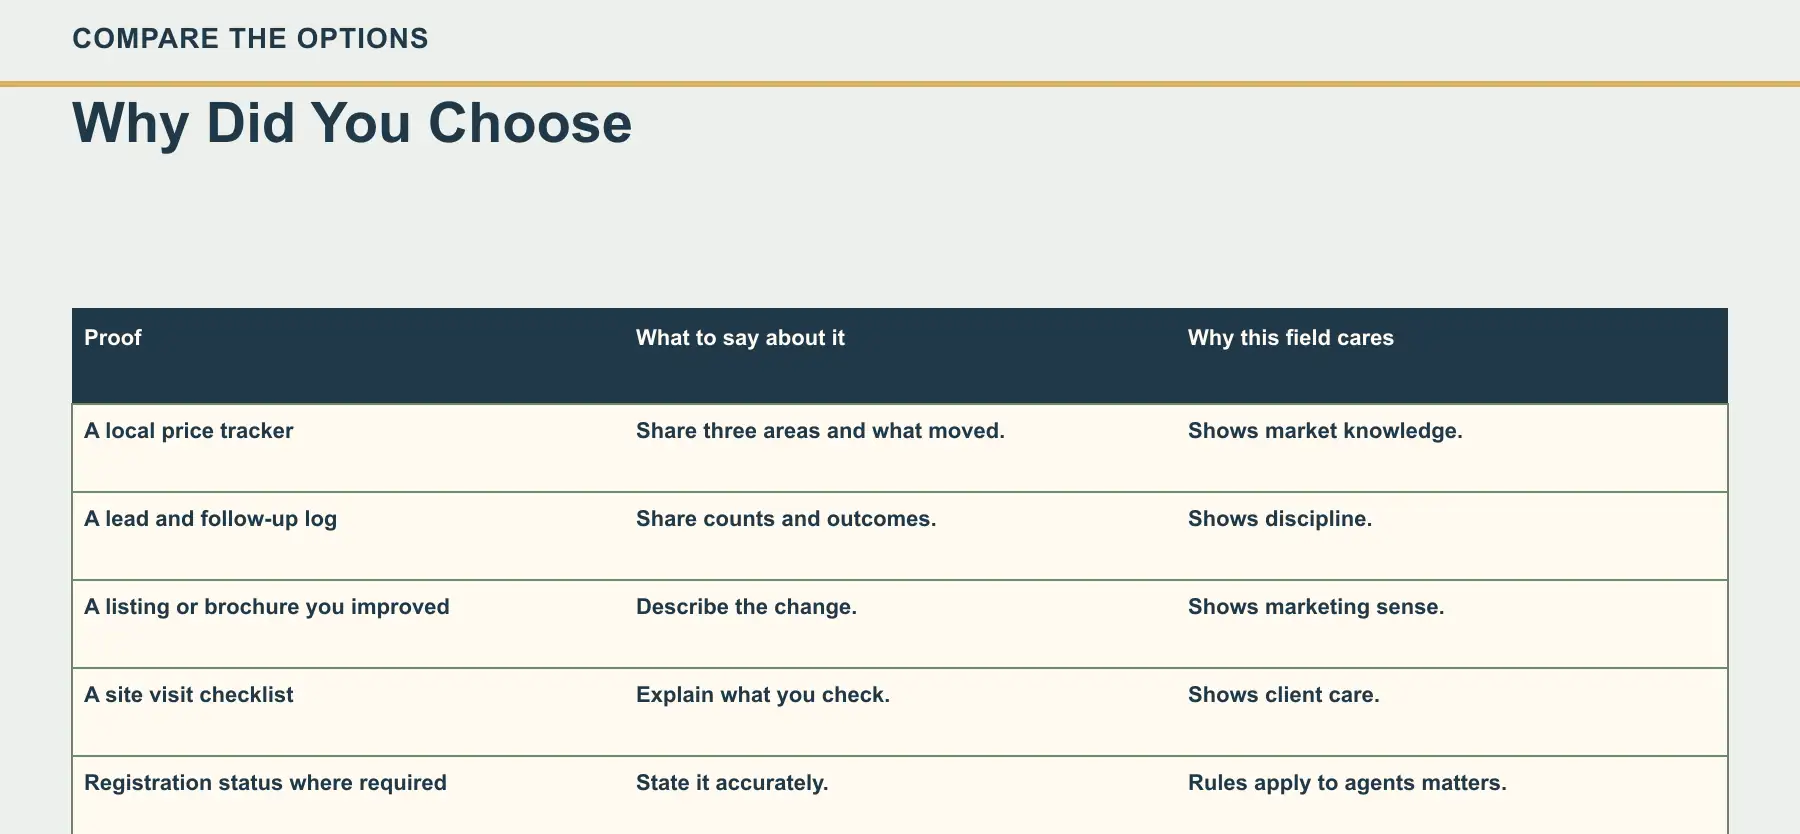 COMPARE THE OPTIONS
Why Did You Choose
Proof What to say about it Why this field cares
A local price tracker Share three areas and what moved. Shows market knowledge.
A lead and follow-up log Share counts and outcomes. Shows discipline.
A listing or brochure you improved Describe the change. Shows marketing sense.
A site visit checklist Explain what you check. Shows client care.
Registration status where required State it accurately. Rules apply to agents matters.